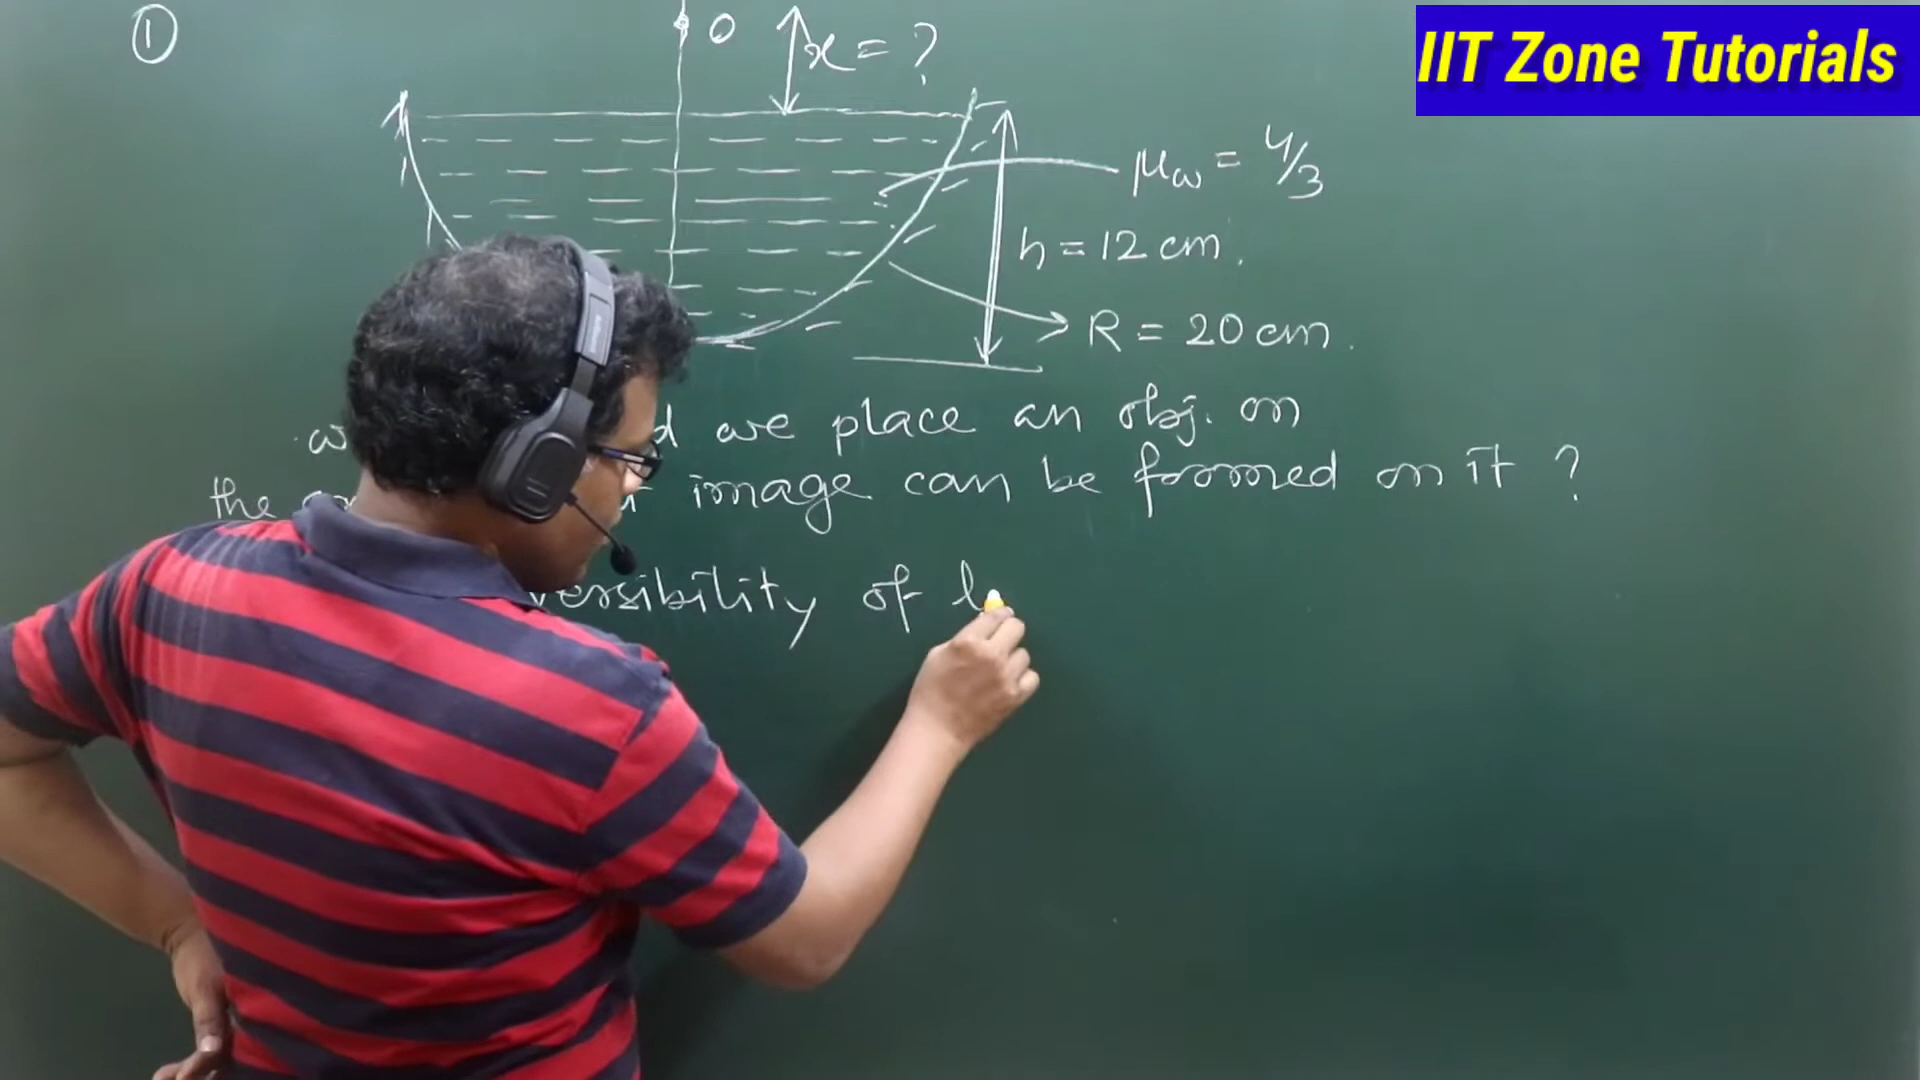 IIT Zone Tutorials
①
O x = ?
μω = 4/3
h = 12 cm.
R = 20 cm.
we place an obj. on
the image can be formed on it ?
versibility of l